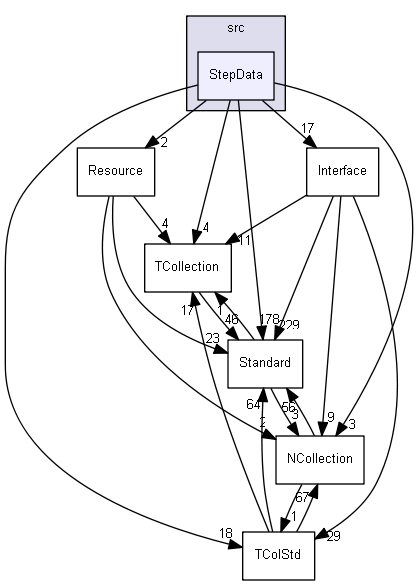 src
StepData
2
17
Resource
Interface
4
4
11
TCollection
17
1
46
178
229
23
Standard
64
2
56
3
9
3
NCollection
67
1
18
29
TColStd